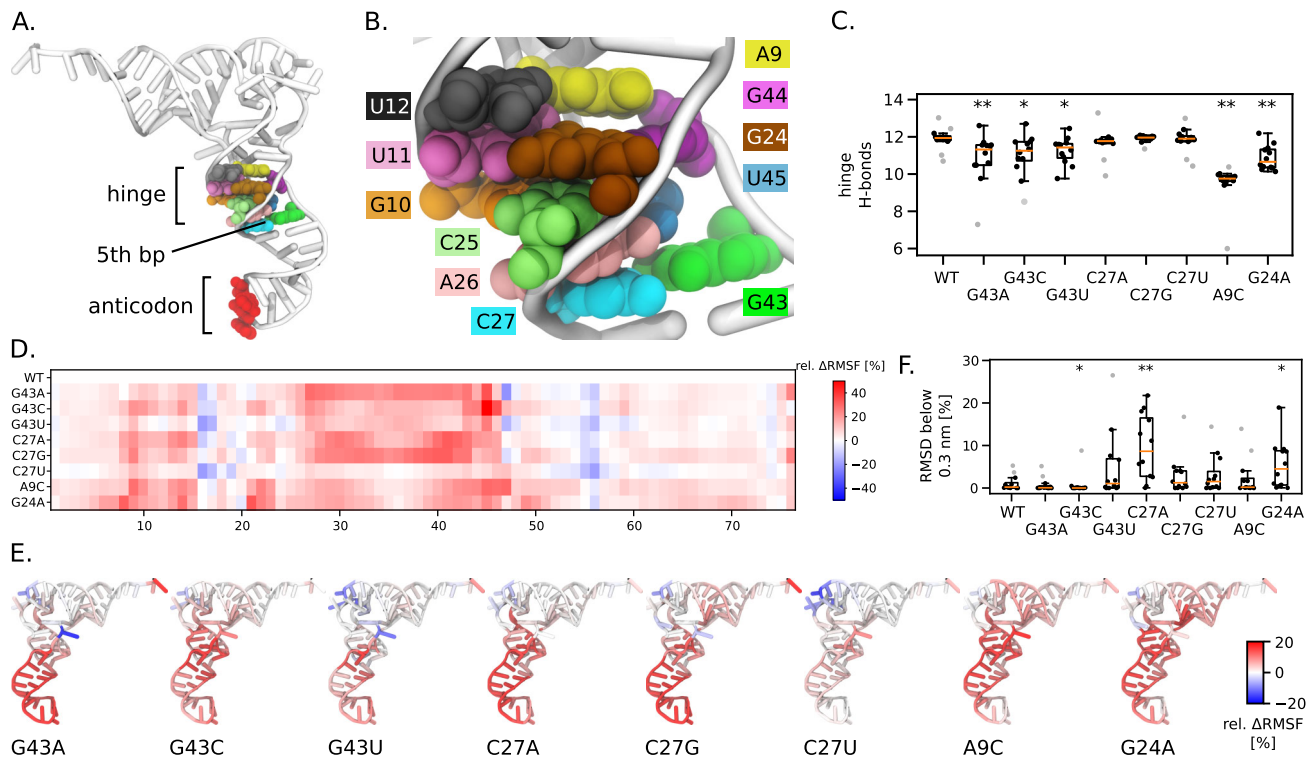 A.
hinge
5th bp
anticodon
B.
U12
U11
G10
C25
A26
C27
A9
G44
G24
U45
G43
C.
hinge
H-bonds
14
12
10
8
6
** * * ** **
WT G43C C27A C27U G24A
G43A G43U C27G A9C
D.
rel. ΔRMSF [%]
WT
G43A
G43C
G43U
C27A
C27G
C27U
A9C
G24A
10 20 30 40 50 60 70
40
20
0
−20
−40
F.
RMSD below
0.3 nm [%]
30
20
10
0
* ** *
WT G43C C27A C27U G24A
G43A G43U C27G A9C
E.
G43A G43C G43U C27A C27G C27U A9C G24A
20
0
−20
rel. ΔRMSF
[%]